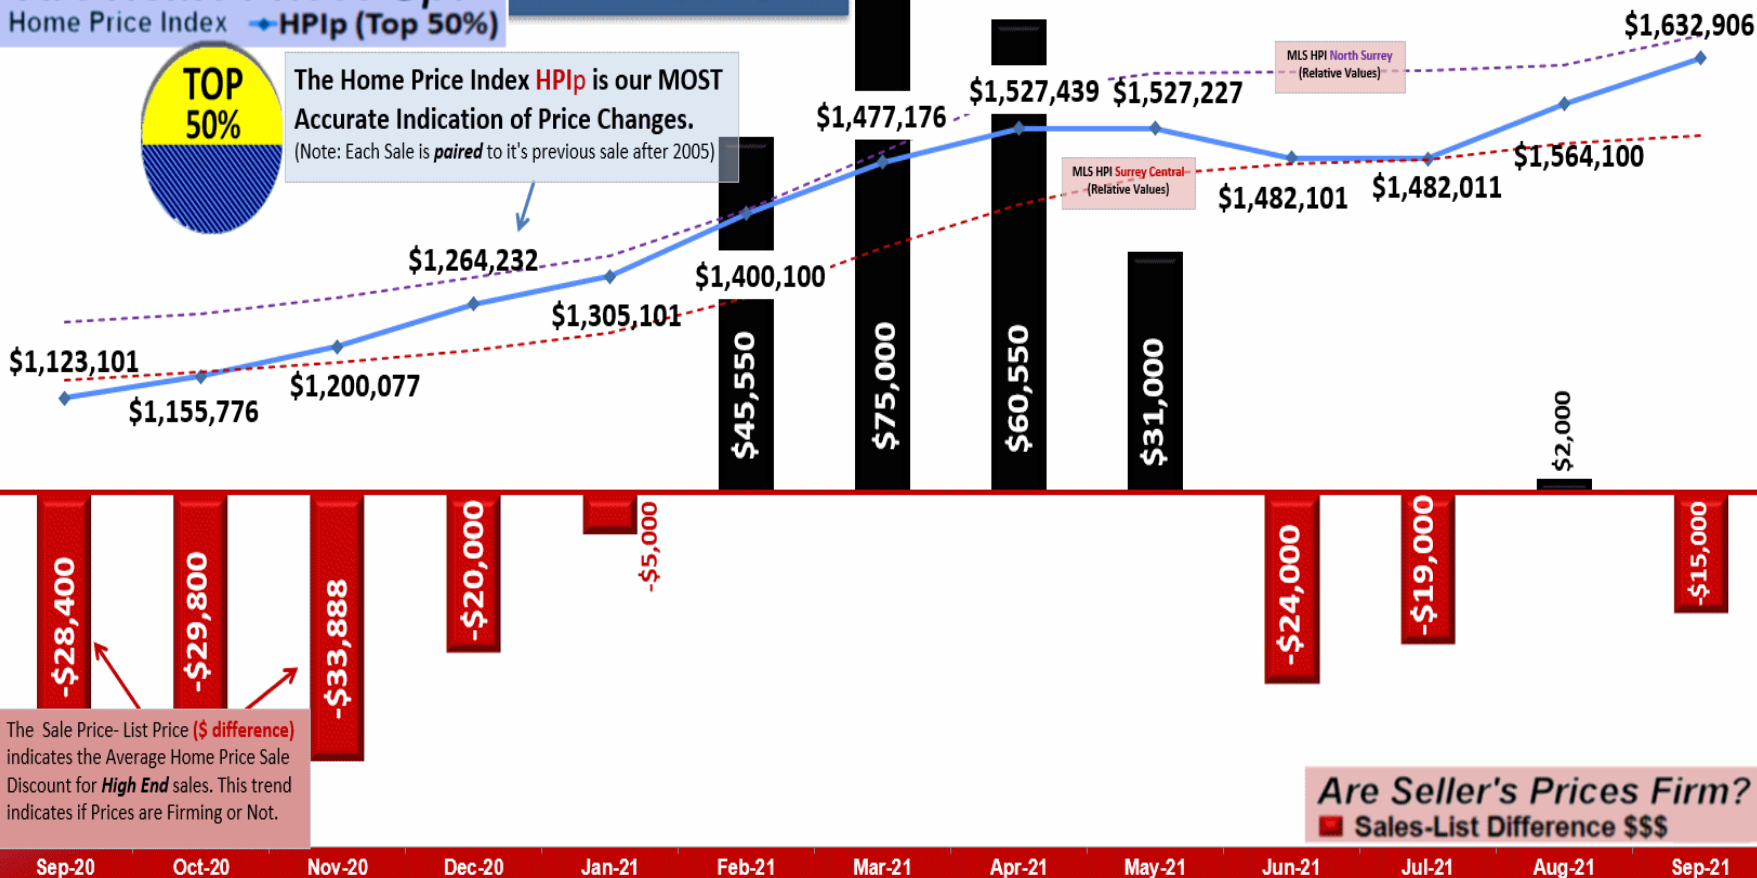 Home Price Index HPIp (Top 50%)
TOP
50%
The Home Price Index HPIp is our MOST
Accurate Indication of Price Changes.
(Note: Each Sale is paired to it's previous sale after 2005)
MLS HPI North Surrey
(Relative Values)
MLS HPI Surrey Central
(Relative Values)
$1,123,101
$1,155,776
$1,200,077
$1,264,232
$1,305,101
$1,400,100
$1,477,176
$1,527,439
$1,527,227
$1,482,101
$1,482,011
$1,564,100
$1,632,906
-$28,400
-$29,800
-$33,888
-$20,000
-$5,000
$45,550
$75,000
$60,550
$31,000
-$24,000
-$19,000
$2,000
-$15,000
The Sale Price- List Price ($ difference)
indicates the Average Home Price Sale
Discount for High End sales. This trend
indicates if Prices are Firming or Not.
Are Seller's Prices Firm?
Sales-List Difference $$$
Sep-20
Oct-20
Nov-20
Dec-20
Jan-21
Feb-21
Mar-21
Apr-21
May-21
Jun-21
Jul-21
Aug-21
Sep-21